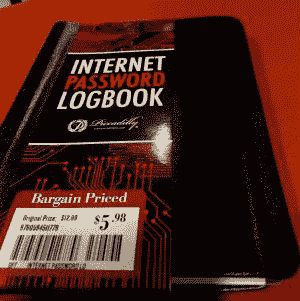 INTERNET
PASSWORD
LOGBOOK
Piccadilly
Bargain Priced
Original Price: $12.99
$5.98